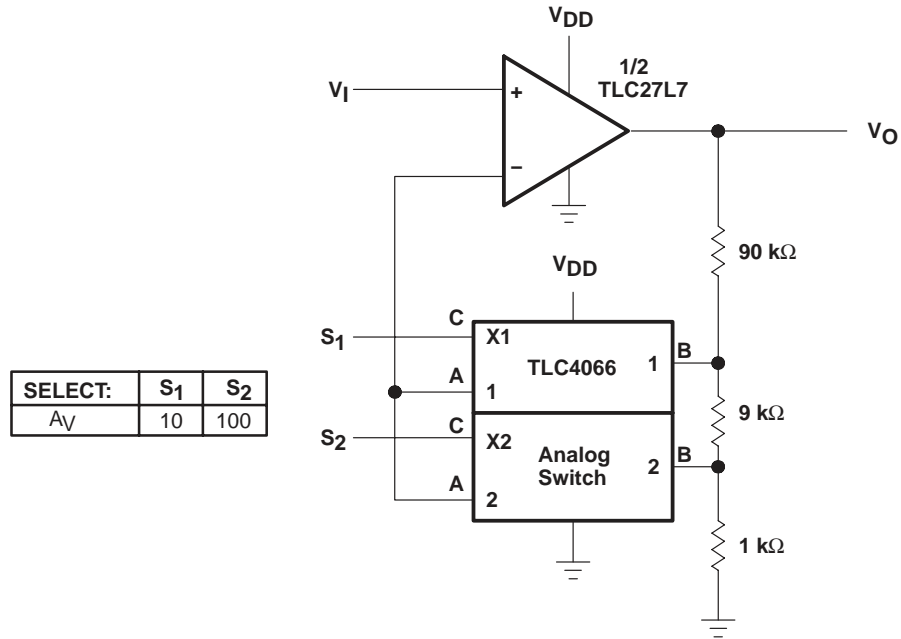 VDD
1/2
TLC27L7
VI
+
−
VO
90 kΩ
VDD
S1
C
X1
TLC4066
1
B
A
1
9 kΩ
SELECT: S1 S2
AV 10 100
S2
C
X2
Analog
Switch
2
B
A
2
1 kΩ